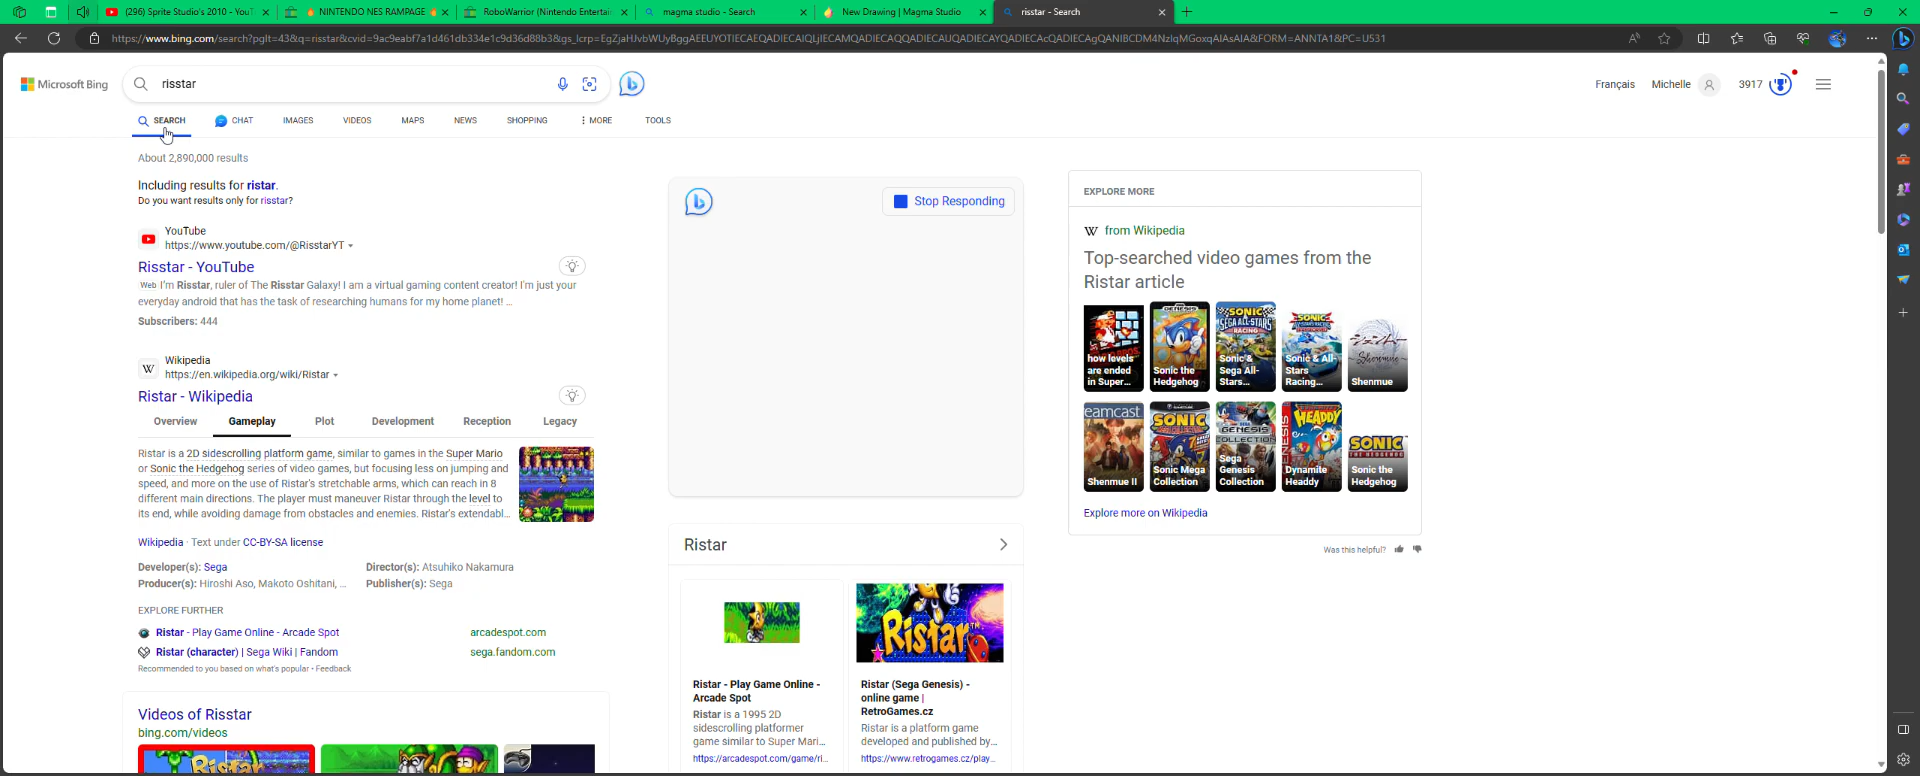 (296) Sprite Studio's 2010 - YouT
NINTENDO NES RAMPAGE
RoboWarrior (Nintendo Entertai
magma studio - Search
New Drawing | Magma Studio
risstar - Search
Microsoft Bing
risstar
Français
Michelle
3917
SEARCH
CHAT
IMAGES
VIDEOS
MAPS
NEWS
SHOPPING
MORE
TOOLS
About 2,890,000 results
Including results for ristar.
Do you want results only for risstar?
YouTube
https://www.youtube.com/@RisstarYT
Risstar - YouTube
Web I'm Risstar, ruler of The Risstar Galaxy! I am a virtual gaming content creator! I'm just your
everyday android that has the task of researching humans for my home planet! ...
Subscribers: 444
Wikipedia
https://en.wikipedia.org/wiki/Ristar
Ristar - Wikipedia
Overview
Gameplay
Plot
Development
Reception
Legacy
Ristar is a 2D sidescrolling platform game, similar to games in the Super Mario
or Sonic the Hedgehog series of video games, but focusing less on jumping and
speed, and more on the use of Ristar's stretchable arms, which can reach in 8
different main directions. The player must maneuver Ristar through the level to
its end, while avoiding damage from obstacles and enemies. Ristar's extendabl...
Wikipedia · Text under CC-BY-SA license
Developer(s): Sega
Director(s): Atsuhiko Nakamura
Producer(s): Hiroshi Aso, Makoto Oshitani, ...
Publisher(s): Sega
EXPLORE FURTHER
Ristar - Play Game Online - Arcade Spot
arcadespot.com
Ristar (character) | Sega Wiki | Fandom
sega.fandom.com
Recommended to you based on what's popular • Feedback
Videos of Risstar
bing.com/videos
Ristar
Stop Responding
Ristar
Ristar
Ristar - Play Game Online -
Arcade Spot
Ristar is a 1995 2D
sidescrolling platformer
game similar to Super Mari...
https://arcadespot.com/game/ri...
Ristar (Sega Genesis) -
online game |
RetroGames.cz
Ristar is a platform game
developed and published by...
https://www.retrogames.cz/play...
EXPLORE MORE
W from Wikipedia
Top-searched video games from the
Ristar article
how levels
are ended
in Super...
Sonic the
Hedgehog
Sonic &
Sega All-
Stars...
Sonic & All-
Stars
Racing...
Shenmue
Shenmue II
Sonic Mega
Collection
Sega
Genesis
Collection
Dynamite
Headdy
Sonic the
Hedgehog
Explore more on Wikipedia
Was this helpful?